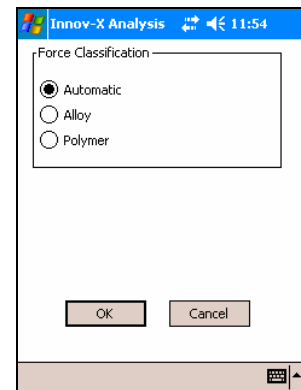 Innov-X Analysis 11:54
Force Classification
Automatic
Alloy
Polymer
OK Cancel